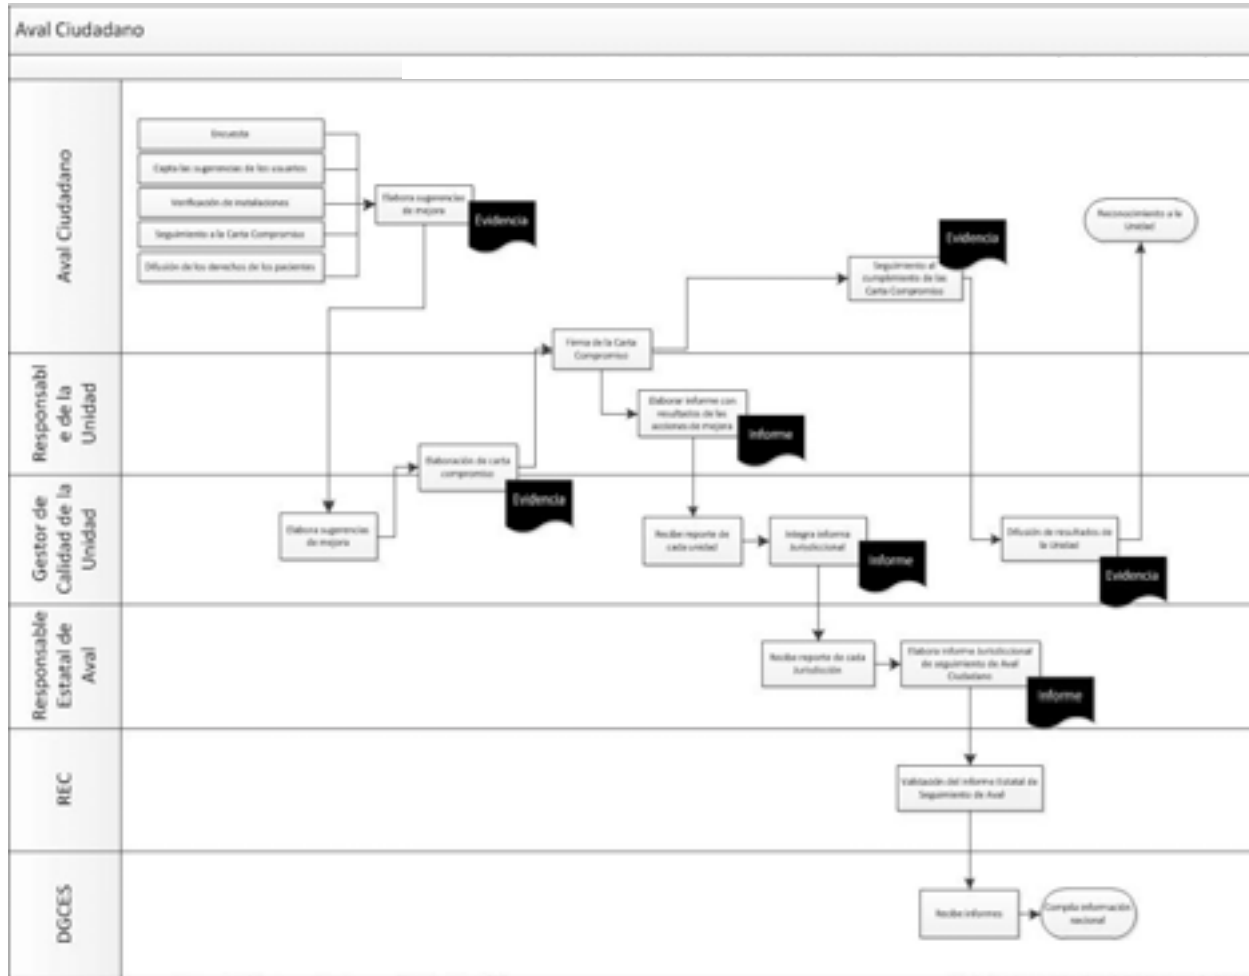 Aval Ciudadano
Aval Ciudadano
Encuesta
Capta las sugerencias de los usuarios
Verificación de instalaciones
Seguimiento a la Carta Compromiso
Difusión de los derechos de los pacientes
Elabora sugerencias
de mejora
Evidencia
Evidencia
Seguimiento al
cumplimiento de las
Carta Compromiso
Reconocimiento a la
Unidad
Firma de la Carta
Compromiso
Responsabl
e de la
Unidad
Elaborar informe con
resultados de las
acciones de mejora
Informe
Elaboración de carta
compromiso
Evidencia
Gestor de
Calidad de la
Unidad
Elabora sugerencias
de mejora
Recibe reporte de
cada unidad
Integra informe
Jurisdiccional
Informe
Difusión de resultados de
la Unidad
Evidencia
Responsable
Estatal de
Aval
Recibe reporte de cada
Jurisdicción
Elabora informe Jurisdiccional
de seguimiento de Aval
Ciudadano
Informe
REC
Validación del Informe Estatal de
Seguimiento de Aval
DGCES
Recibe informes
Compila información
nacional